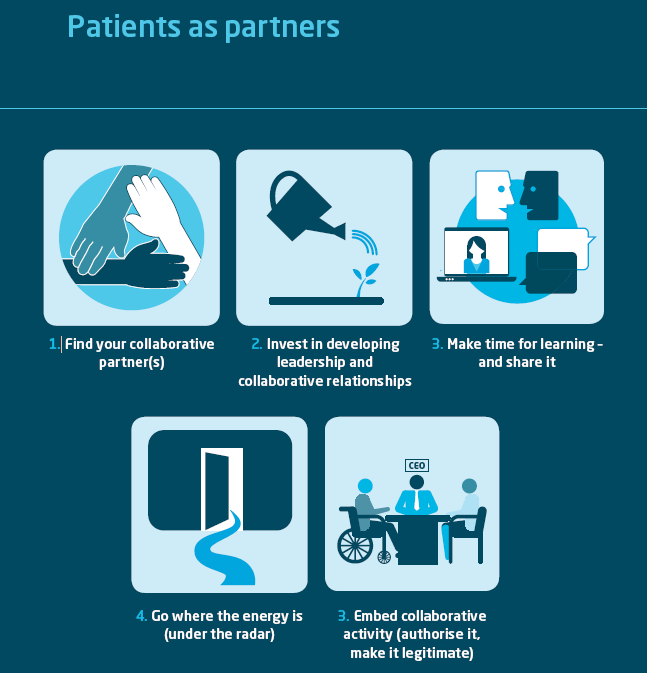 Patients as partners
1. Find your collaborative
partner(s)
2. Invest in developing
leadership and
collaborative relationships
3. Make time for learning –
and share it
CEO
4. Go where the energy is
(under the radar)
3. Embed collaborative
activity (authorise it,
make it legitimate)